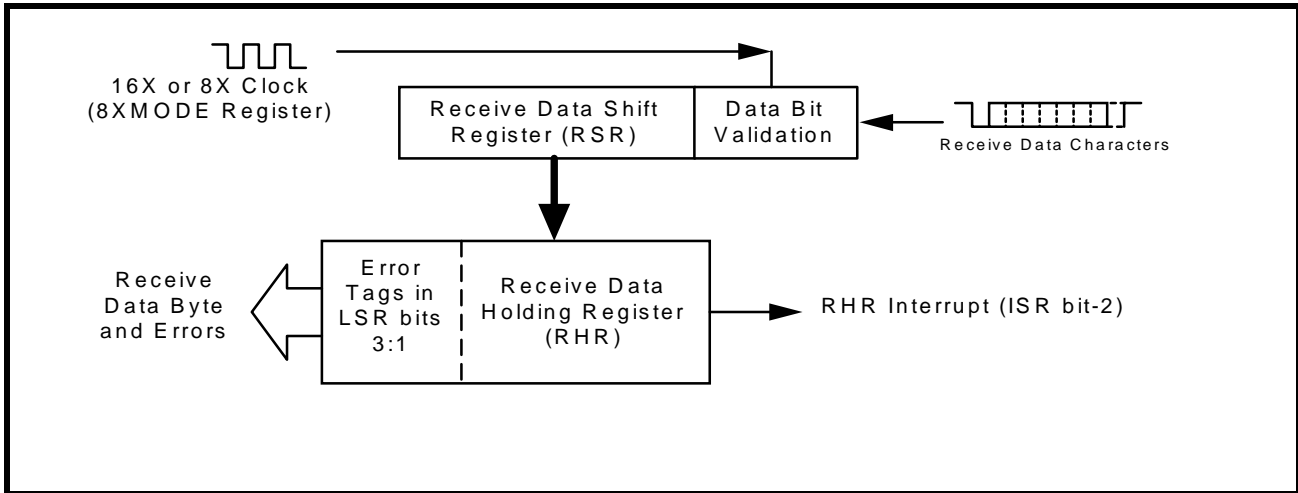 16X or 8X Clock
(8XMODE Register)
Receive Data Shift
Register (RSR)
Data Bit
Validation
Receive Data Characters
Receive
Data Byte
and Errors
Error
Tags in
LSR bits
3:1
Receive Data
Holding Register
(RHR)
RHR Interrupt (ISR bit-2)